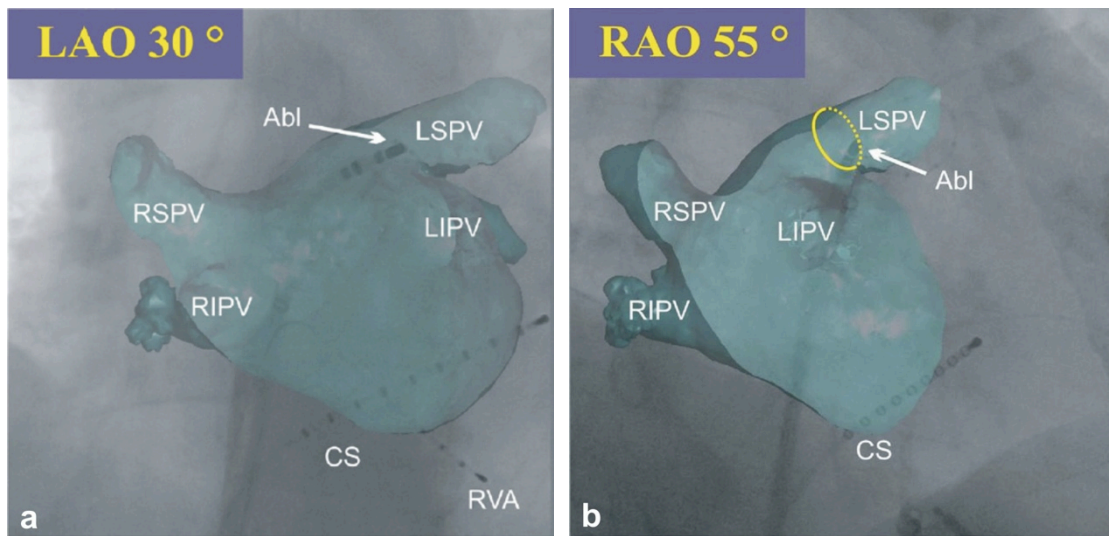 LAO 30 °
Abl
LSPV
RSPV
LIPV
RIPV
CS
RVA
a
RAO 55 °
LSPV
Abl
RSPV
LIPV
RIPV
CS
b